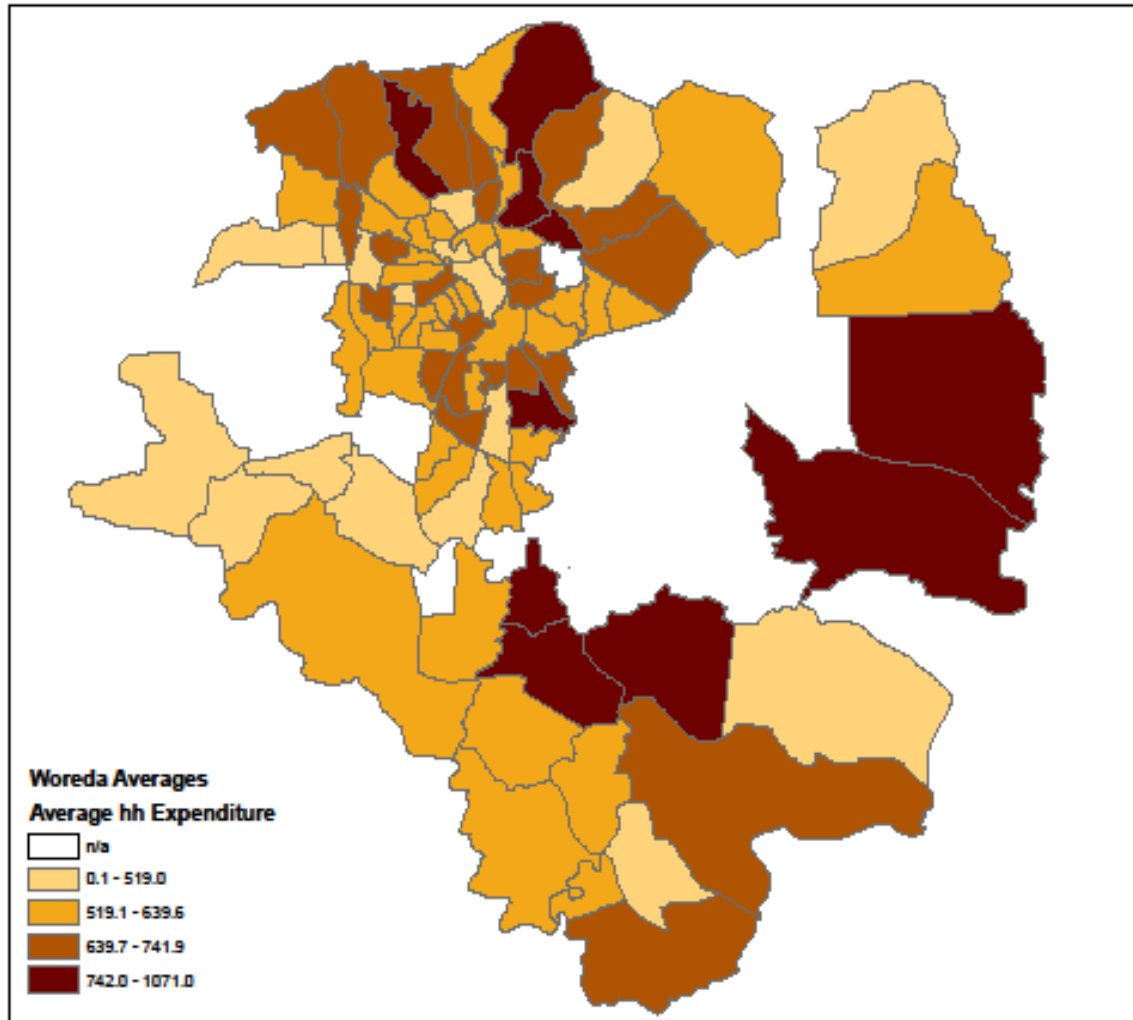 Woreda Averages
Average hh Expenditure
n/a
0.1 - 519.0
519.1 - 639.6
639.7 - 741.9
742.0 - 1071.0